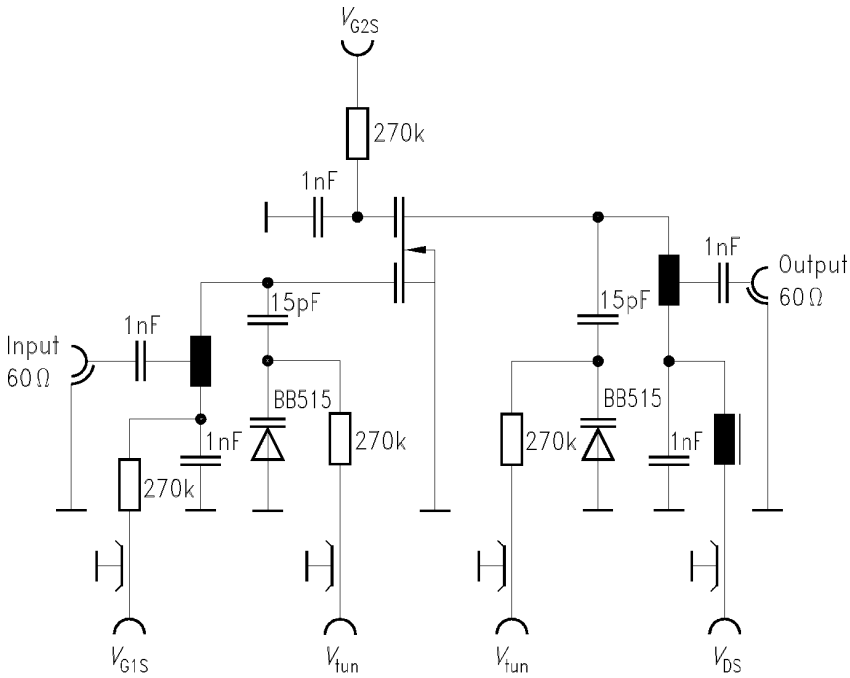 VG2S
270k
1nF
1nF
Output
60Ω
15pF
15pF
1nF
Input
60Ω
BB515
BB515
1nF
270k
270k
1nF
270k
VG1S
Vtun
Vtun
VDS